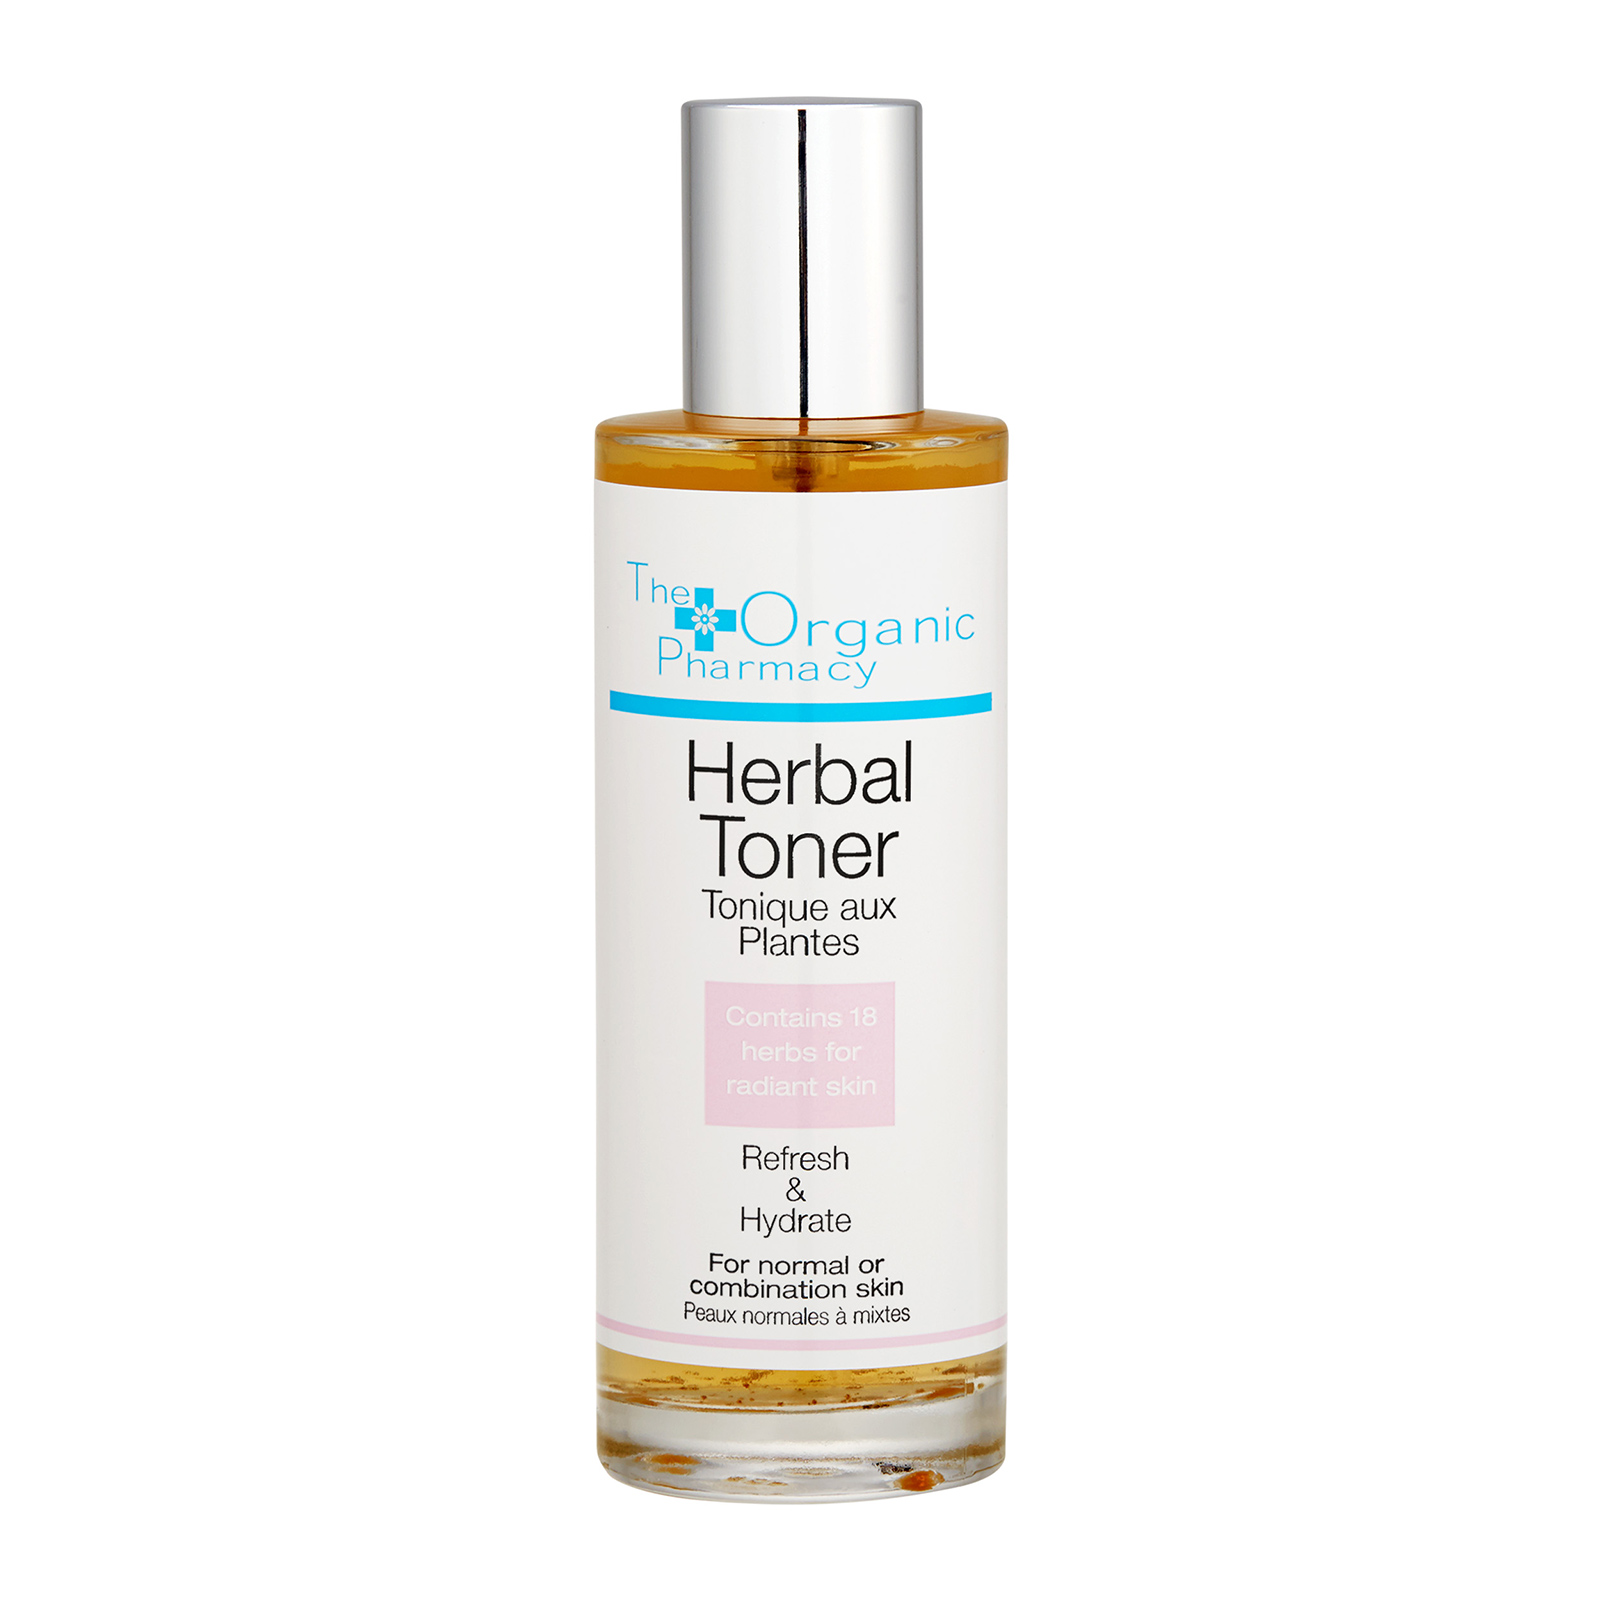 The Organic
Pharmacy
Herbal
Toner
Tonique aux
Plantes
Contains 18
herbs for
radiant skin
Refresh
&
Hydrate
For normal or
combination skin
Peaux normales à mixtes